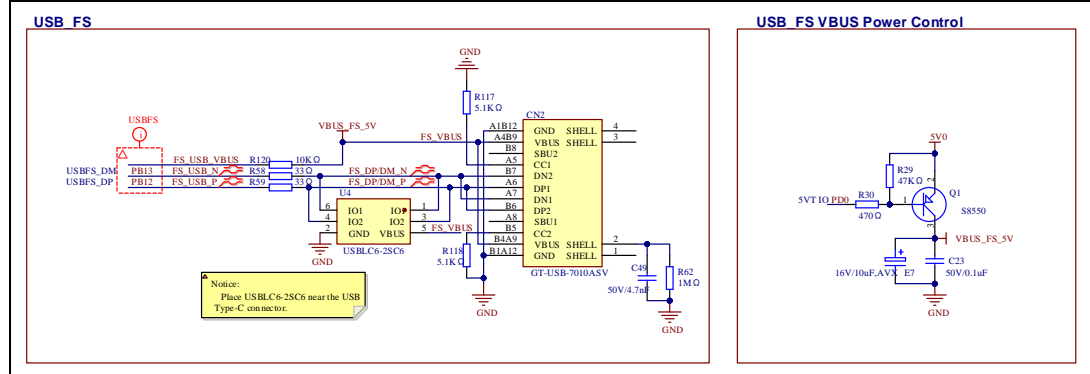 USB_FS
USB_FS VBUS Power Control
GND
R117
5.1KΩ
CN2
USBFS
i
VBUS_FS_5V
FS_VBUS
A1B12 GND SHELL 4
A4B9 VBUS SHELL 3
B8 SBU2
A5 CC1
B7 DN2
A6 DP1
A7 DN1
B6 DP2
A8 SBU1
B5 CC2
B4A9 VBUS SHELL 2
B1A12 GND SHELL 1
GT-USB-7010ASV
FS_USB_VBUS R120 10KΩ
USBFS_DM PB13 FS_USB_N R58 33Ω FS_DP/DM_N
USBFS_DP PB12 FS_USB_P R59 33Ω FS_DP/DM_P
U4
6 IO1 IO1 1
4 IO2 IO2 3
2 GND VBUS 5 FS_VBUS
USBLC6-2SC6
GND
R118
5.1KΩ
GND
C49
50V/4.7nF
R62
1MΩ
GND
Notice:
Place USBLC6-2SC6 near the USB
Type-C connector.
5V0
R29
47KΩ
2
Q1
5VT IO PD0 R30 1
470Ω
S8550
3
VBUS_FS_5V
+
16V/10uF,AVX E7
C23
50V/0.1uF
GND